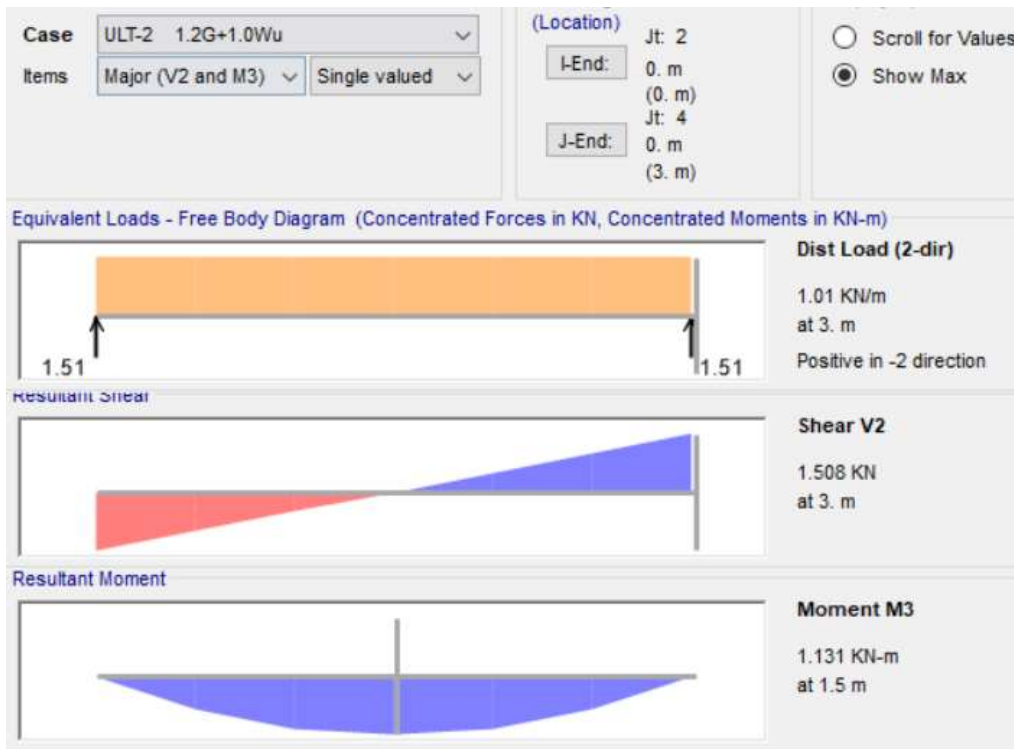 Case ULT-2 1.2G+1.0Wu
Items Major (V2 and M3) Single valued
(Location)
I-End: Jt: 2
0. m
(0. m)
J-End: Jt: 4
0. m
(3. m)
Scroll for Values
Show Max
Equivalent Loads - Free Body Diagram (Concentrated Forces in KN, Concentrated Moments in KN-m)
1.51 1.51
Dist Load (2-dir)
1.01 KN/m
at 3. m
Positive in -2 direction
Resultant Shear
Shear V2
1.508 KN
at 3. m
Resultant Moment
Moment M3
1.131 KN-m
at 1.5 m